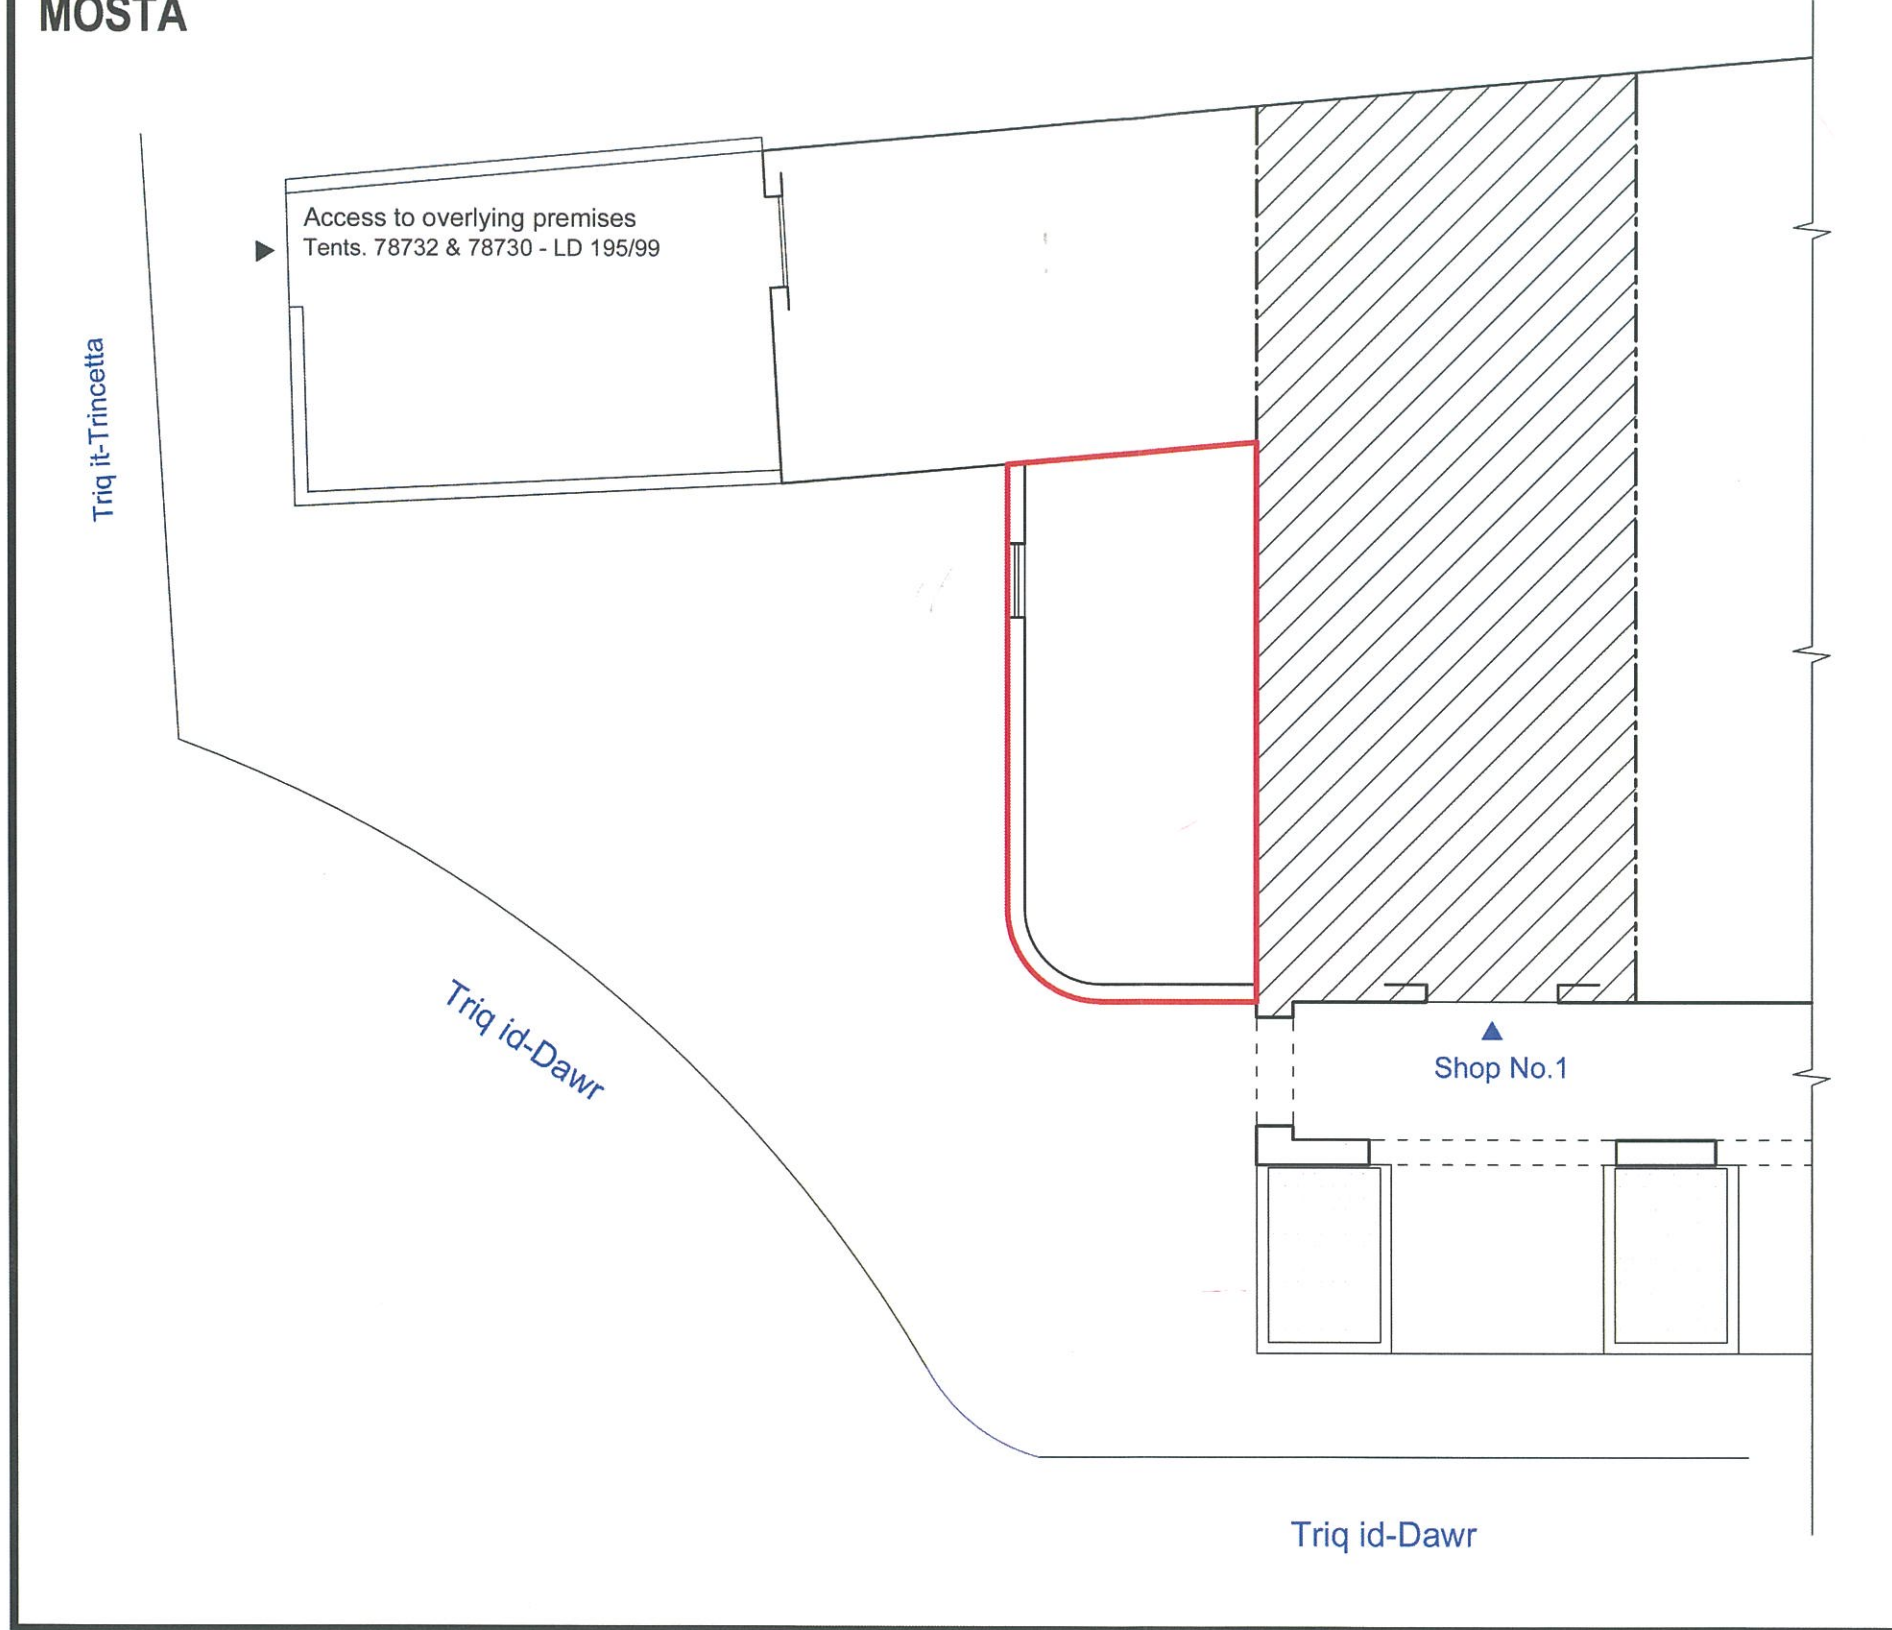 MOSTA
Access to overlying premises
Tents. 78732 & 78730 - LD 195/99
Triq it-Trincetta
Triq id-Dawr
Shop No.1
Triq id-Dawr